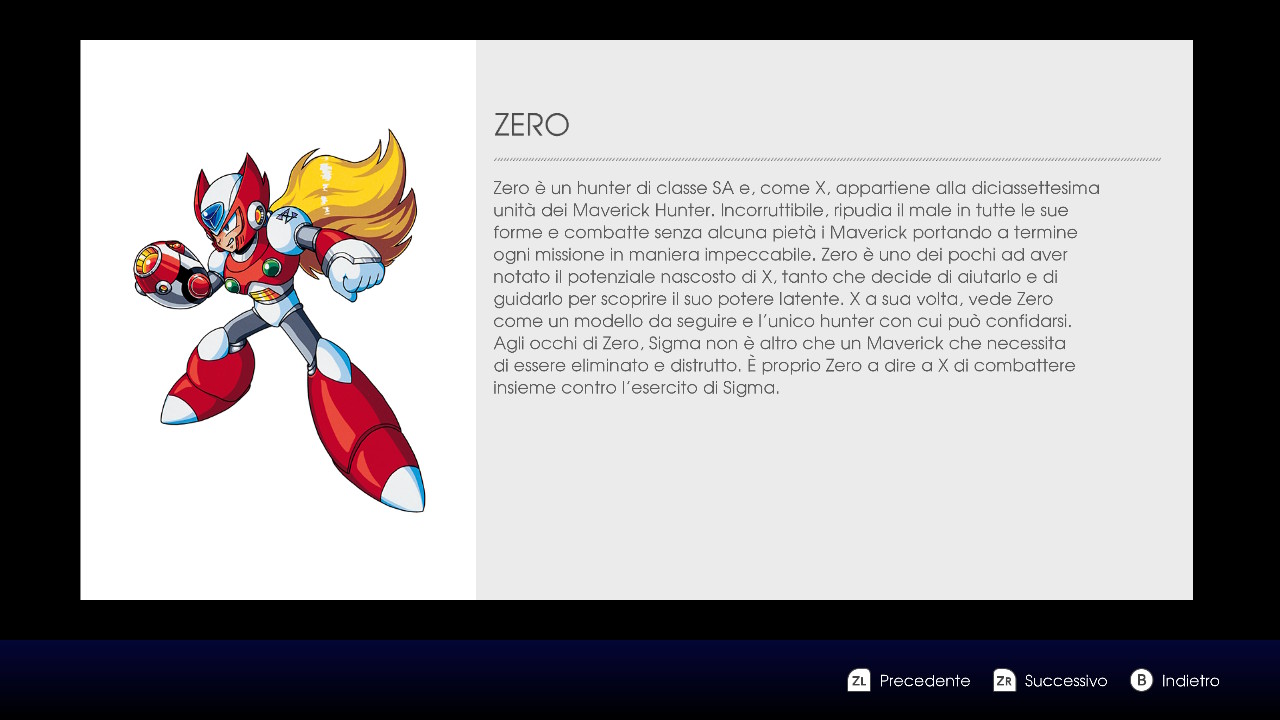 ZERO
Zero è un hunter di classe SA e, come X, appartiene alla diciassettesima
unità dei Maverick Hunter. Incorruttibile, ripudia il male in tutte le sue
forme e combatte senza alcuna pietà i Maverick portando a termine
ogni missione in maniera impeccabile. Zero è uno dei pochi ad aver
notato il potenziale nascosto di X, tanto che decide di aiutarlo e di
guidarlo per scoprire il suo potere latente. X a sua volta, vede Zero
come un modello da seguire e l’unico hunter con cui può confidarsi.
Agli occhi di Zero, Sigma non è altro che un Maverick che necessita
di essere eliminato e distrutto. È proprio Zero a dire a X di combattere
insieme contro l’esercito di Sigma.
ZL Precedente ZR Successivo B Indietro